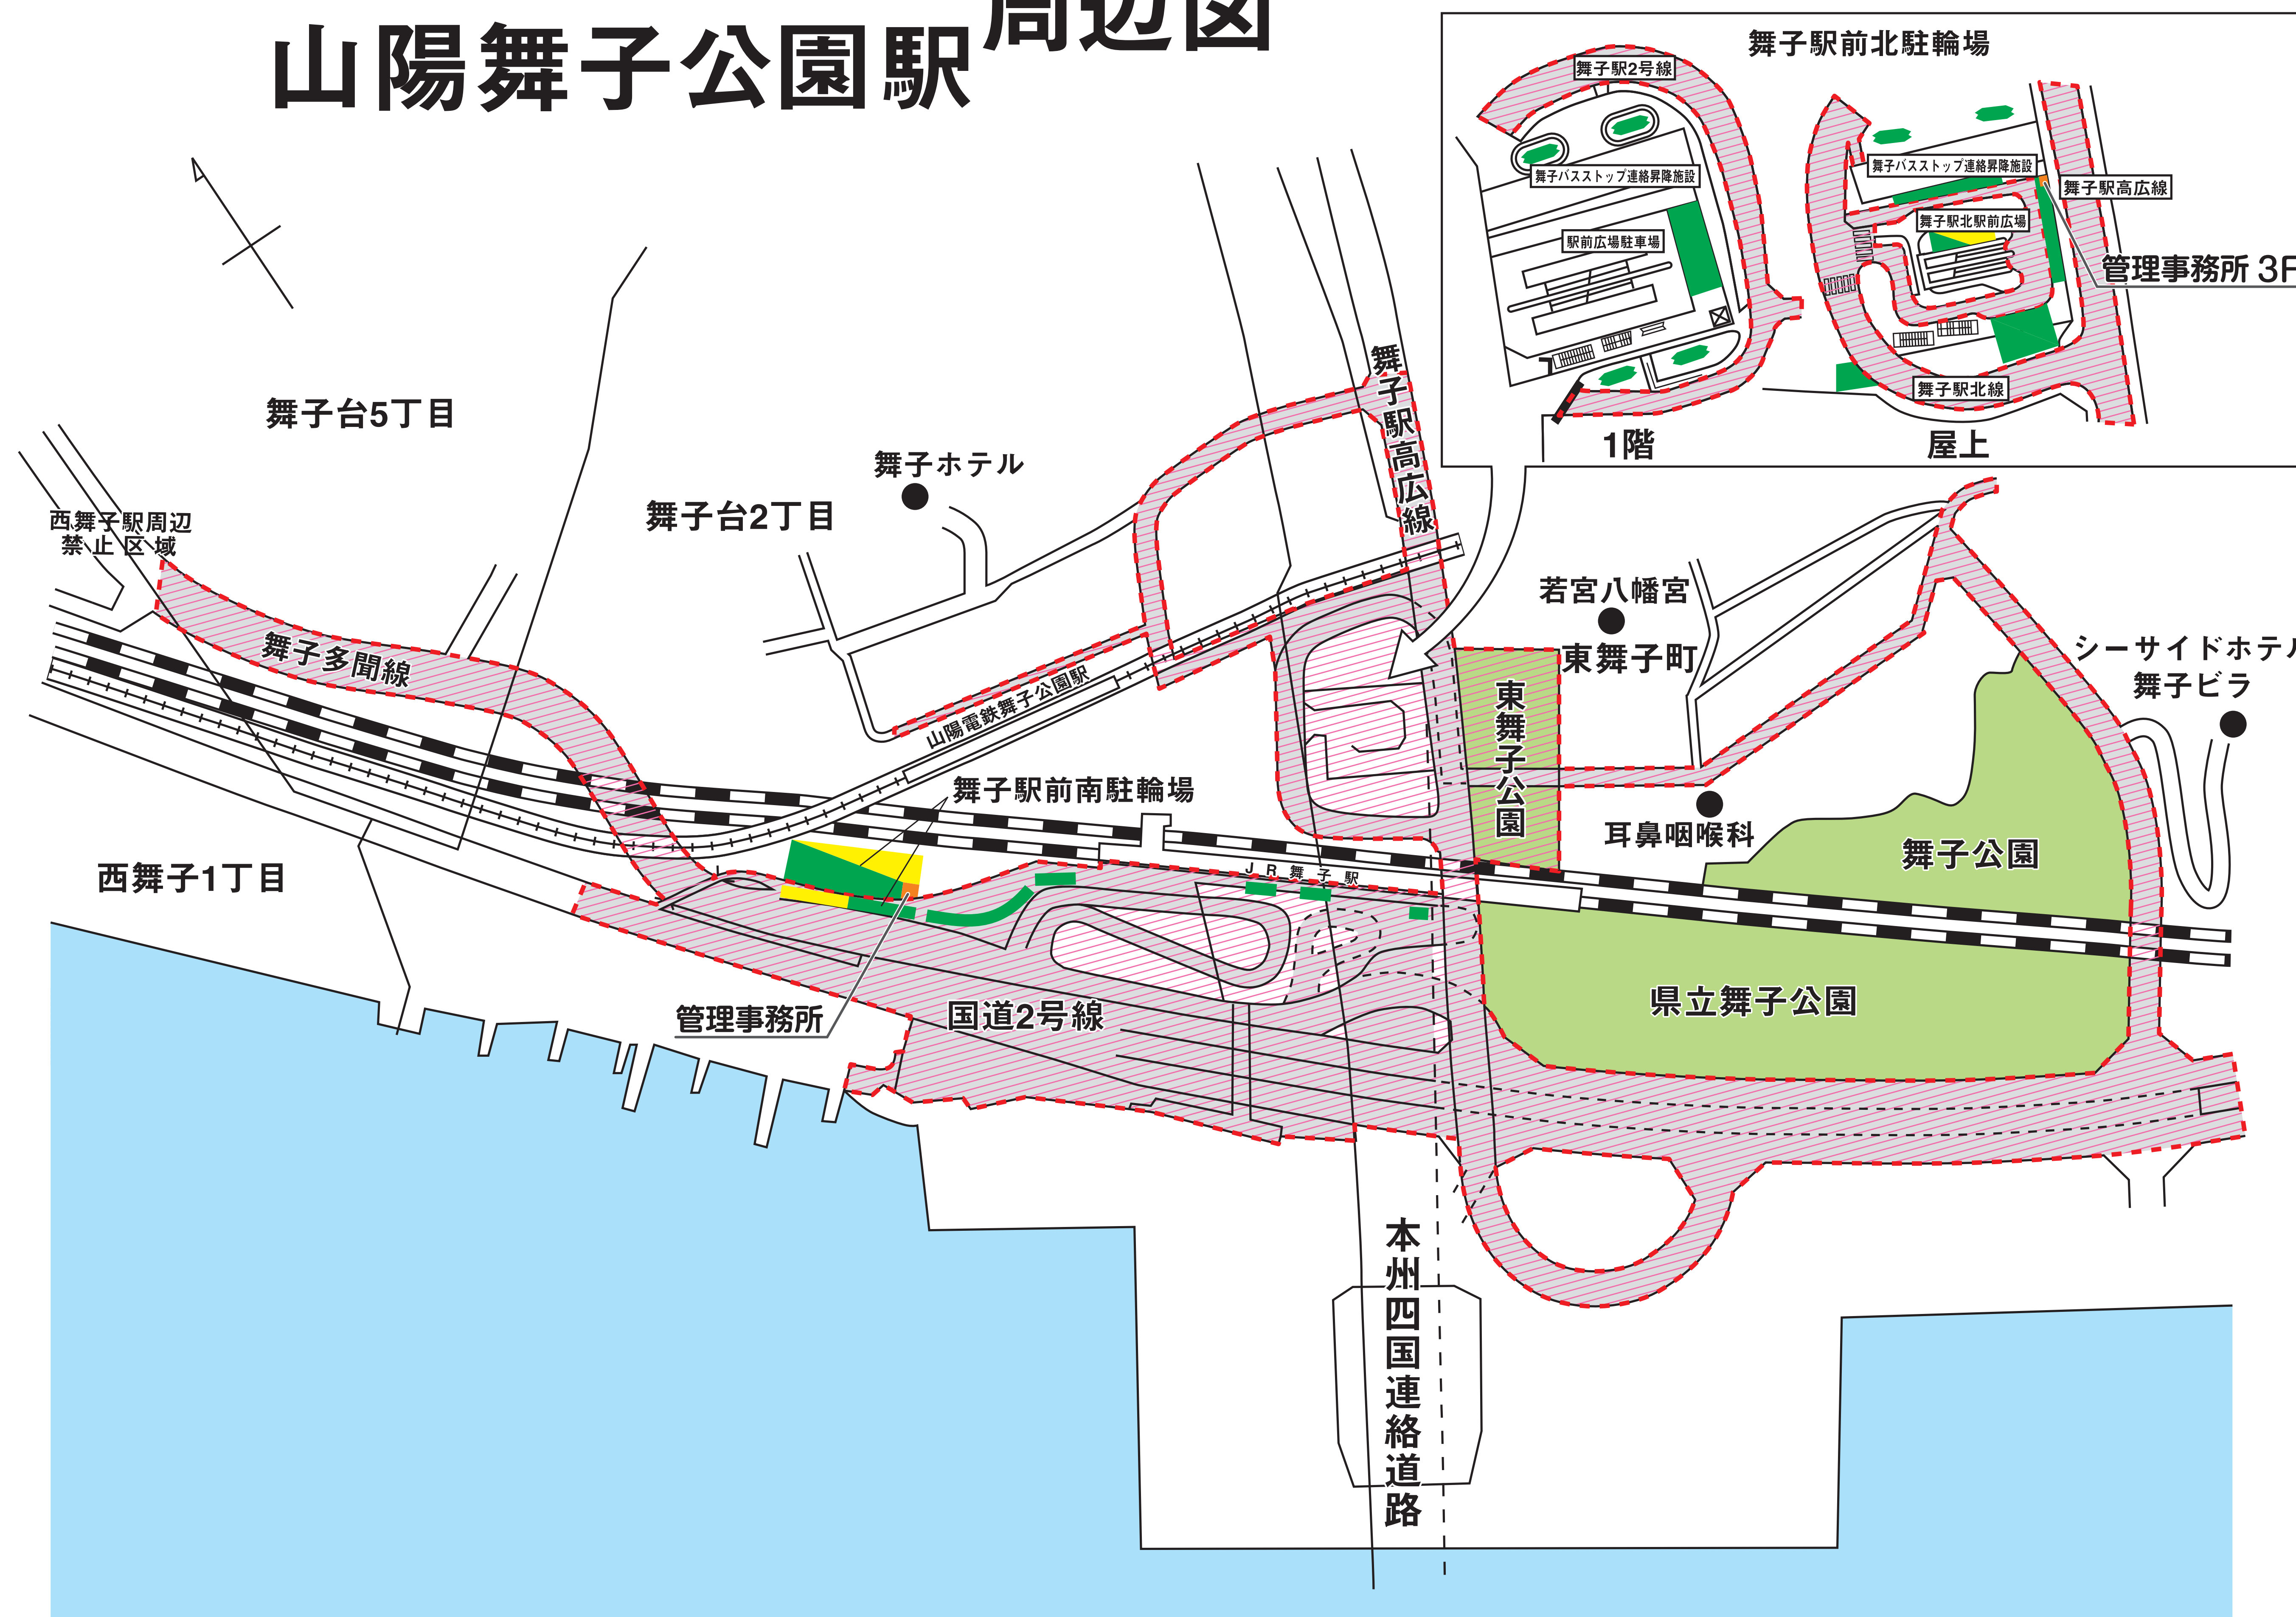 山陽舞子公園駅周辺図
舞子駅前北駐輪場
舞子駅2号線
舞子バスストップ連絡昇降施設
駅前広場駐車場
1階
舞子バスストップ連絡昇降施設
舞子駅高広線
舞子駅北駅前広場
管理事務所 3F
舞子駅北線
屋上
舞子台5丁目
舞子ホテル
舞子台2丁目
舞子駅高広線
西舞子駅周辺
禁止区域
舞子多聞線
山陽電鉄舞子公園駅
若宮八幡宮
東舞子町
東舞子公園
シーサイドホテル
舞子ビラ
舞子駅前南駐輪場
耳鼻咽喉科
舞子公園
JR舞子駅
西舞子1丁目
管理事務所
国道2号線
県立舞子公園
本州四国連絡道路